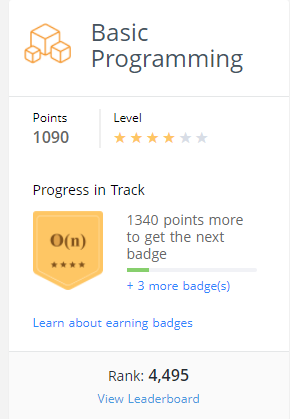 Basic
Programming
Points
Level
1090
Progress in Track
O(n)
1340 points more
to get the next
badge
+ 3 more badge(s)
Learn about earning badges
Rank: 4,495
View Leaderboard